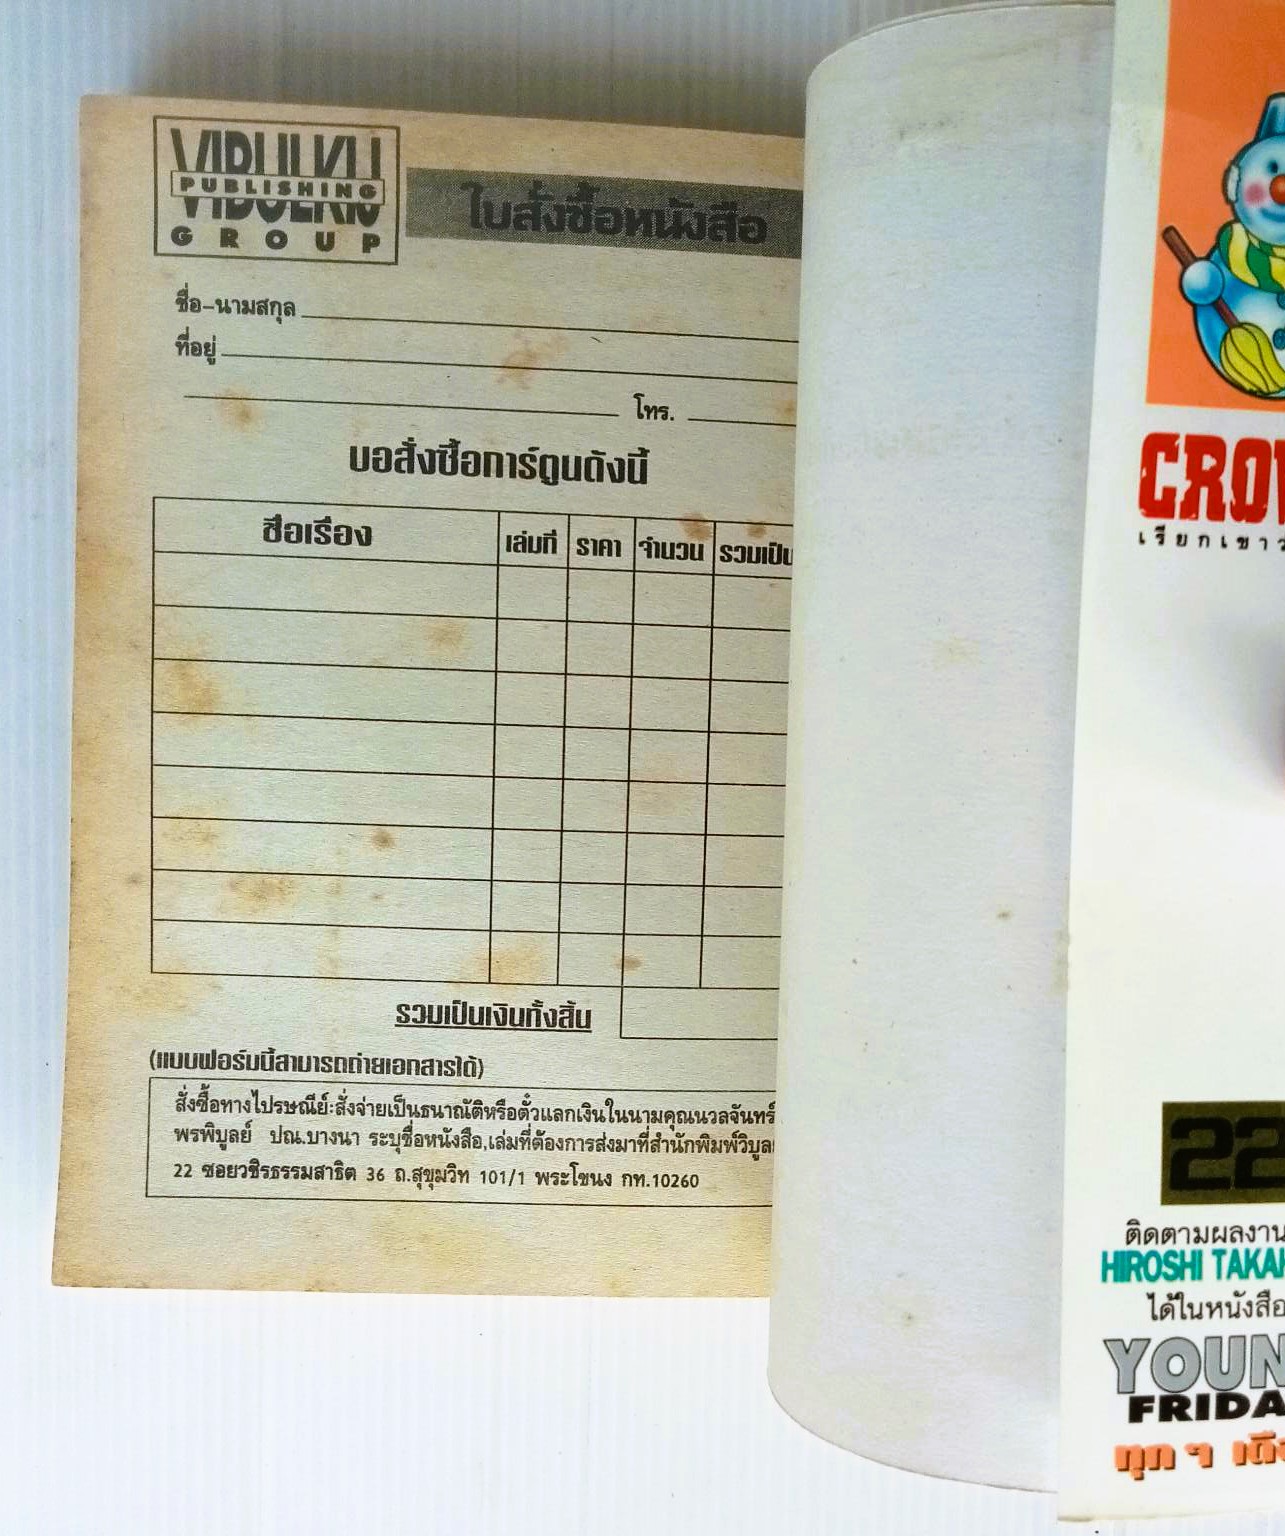 VIBULKIJ
PUBLISHING
GROUP
ใบสั่งซื้อหนังสือ
ชื่อ-นามสกุล
ที่อยู่
โทร.
ขอสั่งซื้อการ์ตูนดังนี้
ชื่อเรื่อง เล่มที่ ราคา จำนวน รวมเป็น
รวมเป็นเงินทั้งสิ้น
(แบบฟอร์มนี้สามารถถ่ายเอกสารได้)
สั่งซื้อทางไปรษณีย์:สั่งจ่ายเป็นธนาณัติหรือตั๋วแลกเงินในนามคุณนวลจันทร์
พรพิบูลย์ ปณ.บางนา ระบุชื่อหนังสือ,เล่มที่ต้องการส่งมาที่สำนักพิมพ์วิบูล
22 ซอยวชิรธรรมสาธิต 36 ถ.สุขุมวิท 101/1 พระโขนง กท.10260
CRO
เรียกเขาว
22
ติดตามผลงาน
HIROSHI TAKA
ได้ในหนังสือ
YOUN
FRIDA
ทุก ๆ เดื